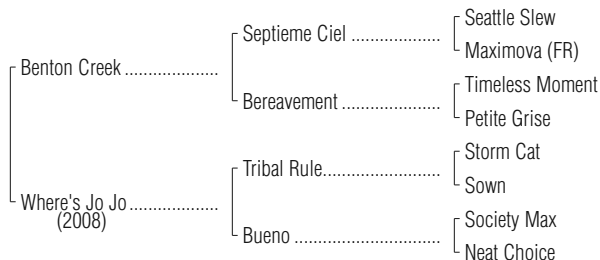 Seattle Slew
Septieme Ciel ...................
Maximova (FR)
Benton Creek ....................
Timeless Moment
Bereavement .....................
Petite Grise
Storm Cat
Tribal Rule.........................
Sown
Where's Jo Jo ...................
(2008)
Society Max
Bueno ...............................
Neat Choice